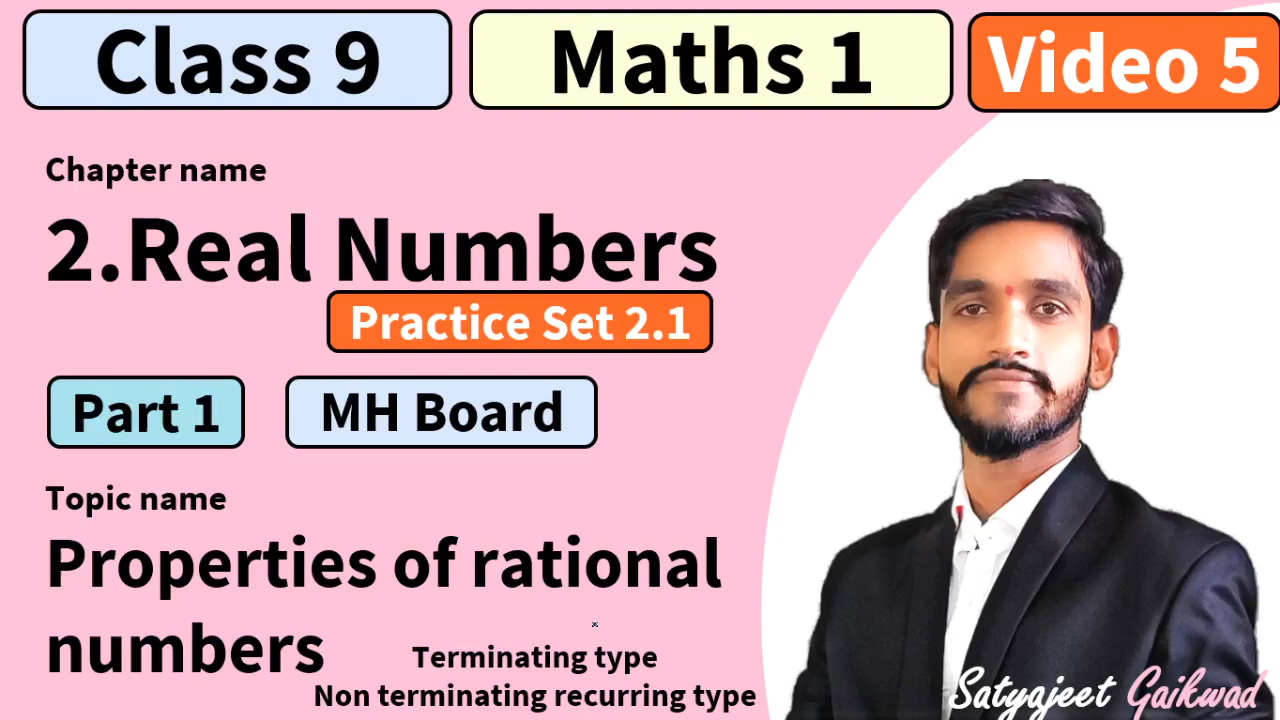 Class 9
Maths 1
Video 5
Chapter name
2.Real Numbers
Practice Set 2.1
Part 1
MH Board
Topic name
Properties of rational
numbers
Terminating type
Non terminating recurring type
Satyajeet Gaikwad